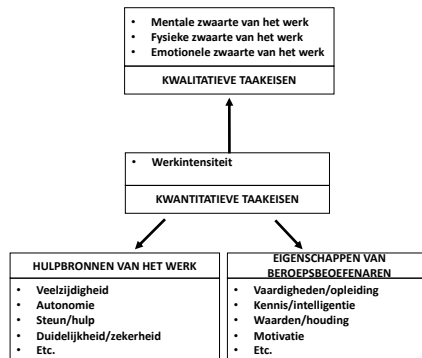 • Mentale zwaarte van het werk
• Fysieke zwaarte van het werk
• Emotionele zwaarte van het werk
KWALITATIEVE TAAKEISEN
• Werkintensiteit
KWANTITATIEVE TAAKEISEN
HULPBRONNEN VAN HET WERK
• Veelzijdigheid
• Autonomie
• Steun/hulp
• Duidelijkheid/zekerheid
• Etc.
EIGENSCHAPPEN VAN
BEROEPSBEOEFENAREN
• Vaardigheden/opleiding
• Kennis/intelligentie
• Waarden/houding
• Motivatie
• Etc.